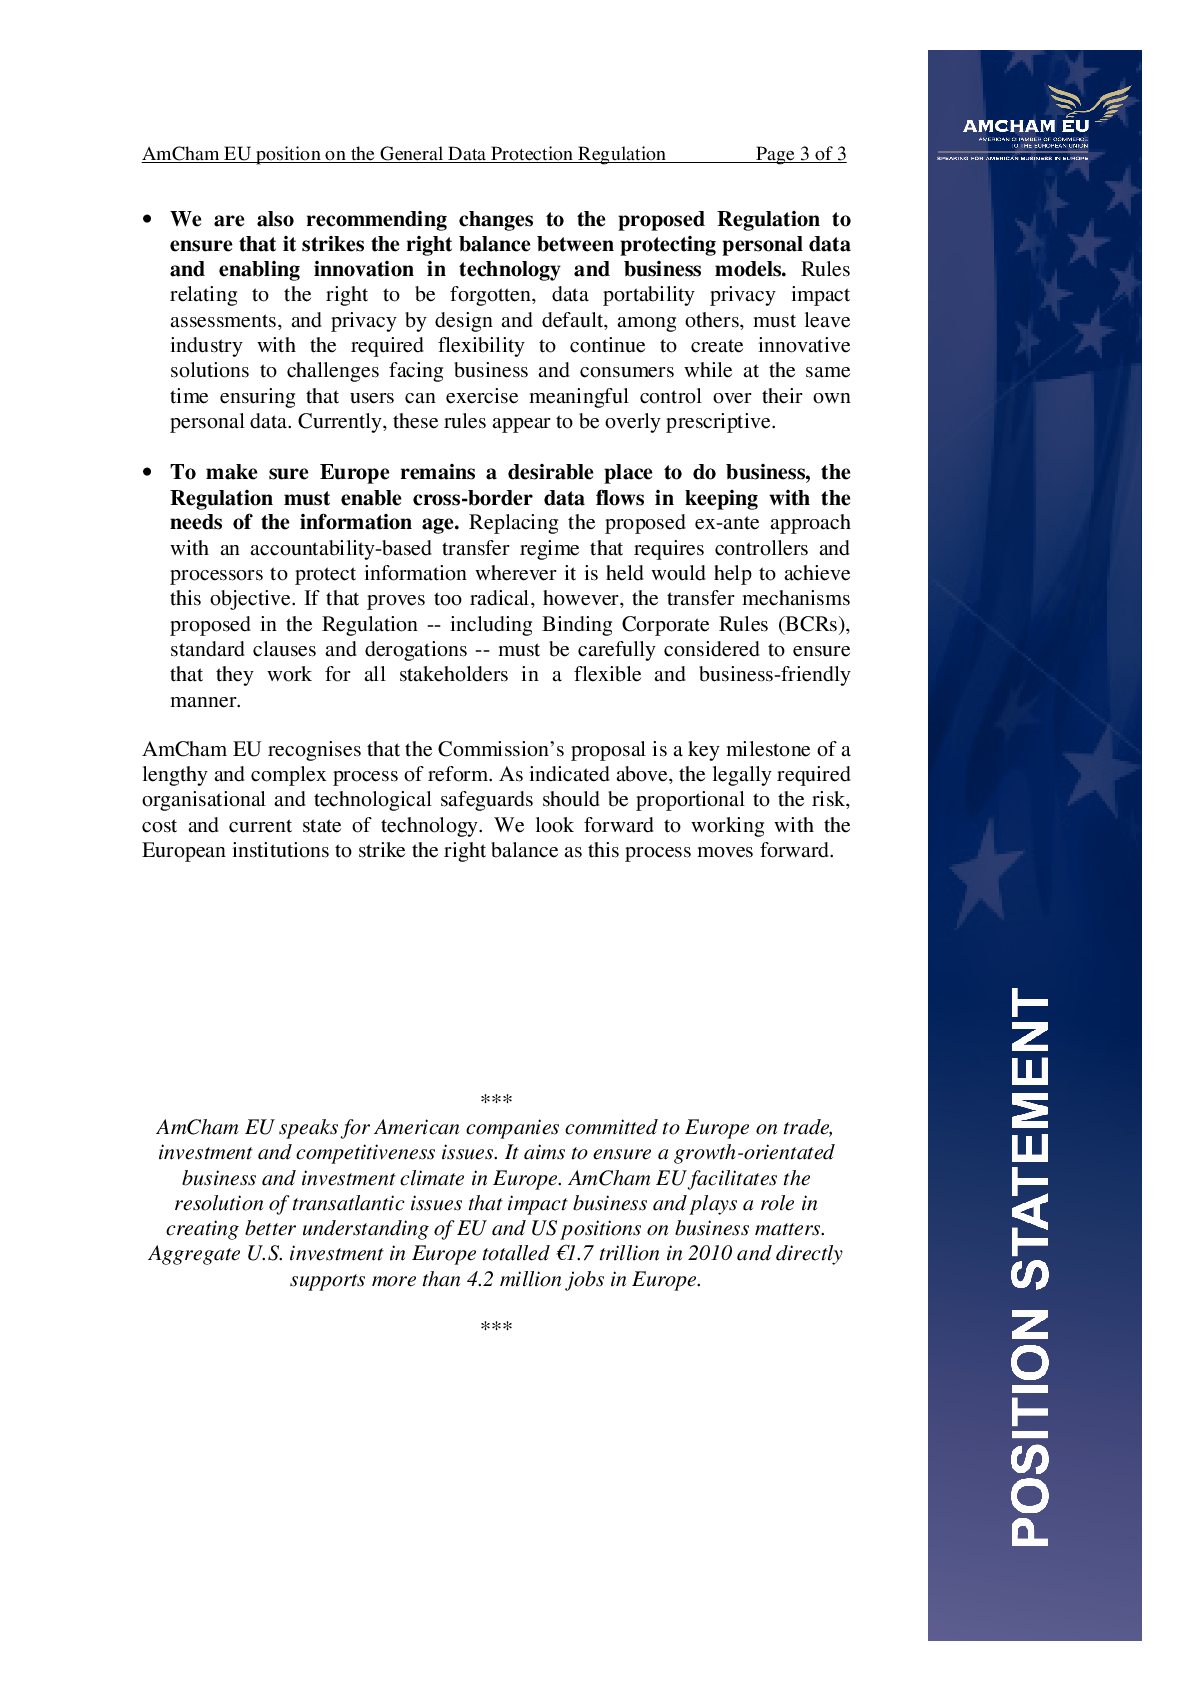 AMCHAM EU
AMERICAN CHAMBER OF COMMERCE
TO THE EUROPEAN UNION
SPEAKING FOR AMERICAN BUSINESS IN EUROPE
AmCham EU position on the General Data Protection Regulation Page 3 of 3
• We are also recommending changes to the proposed Regulation to
ensure that it strikes the right balance between protecting personal data
and enabling innovation in technology and business models. Rules
relating to the right to be forgotten, data portability privacy impact
assessments, and privacy by design and default, among others, must leave
industry with the required flexibility to continue to create innovative
solutions to challenges facing business and consumers while at the same
time ensuring that users can exercise meaningful control over their own
personal data. Currently, these rules appear to be overly prescriptive.
• To make sure Europe remains a desirable place to do business, the
Regulation must enable cross-border data flows in keeping with the
needs of the information age. Replacing the proposed ex-ante approach
with an accountability-based transfer regime that requires controllers and
processors to protect information wherever it is held would help to achieve
this objective. If that proves too radical, however, the transfer mechanisms
proposed in the Regulation -- including Binding Corporate Rules (BCRs),
standard clauses and derogations -- must be carefully considered to ensure
that they work for all stakeholders in a flexible and business-friendly
manner.
AmCham EU recognises that the Commission’s proposal is a key milestone of a
lengthy and complex process of reform. As indicated above, the legally required
organisational and technological safeguards should be proportional to the risk,
cost and current state of technology. We look forward to working with the
European institutions to strike the right balance as this process moves forward.
***
AmCham EU speaks for American companies committed to Europe on trade,
investment and competitiveness issues. It aims to ensure a growth-orientated
business and investment climate in Europe. AmCham EU facilitates the
resolution of transatlantic issues that impact business and plays a role in
creating better understanding of EU and US positions on business matters.
Aggregate U.S. investment in Europe totalled €1.7 trillion in 2010 and directly
supports more than 4.2 million jobs in Europe.
***
POSITION STATEMENT